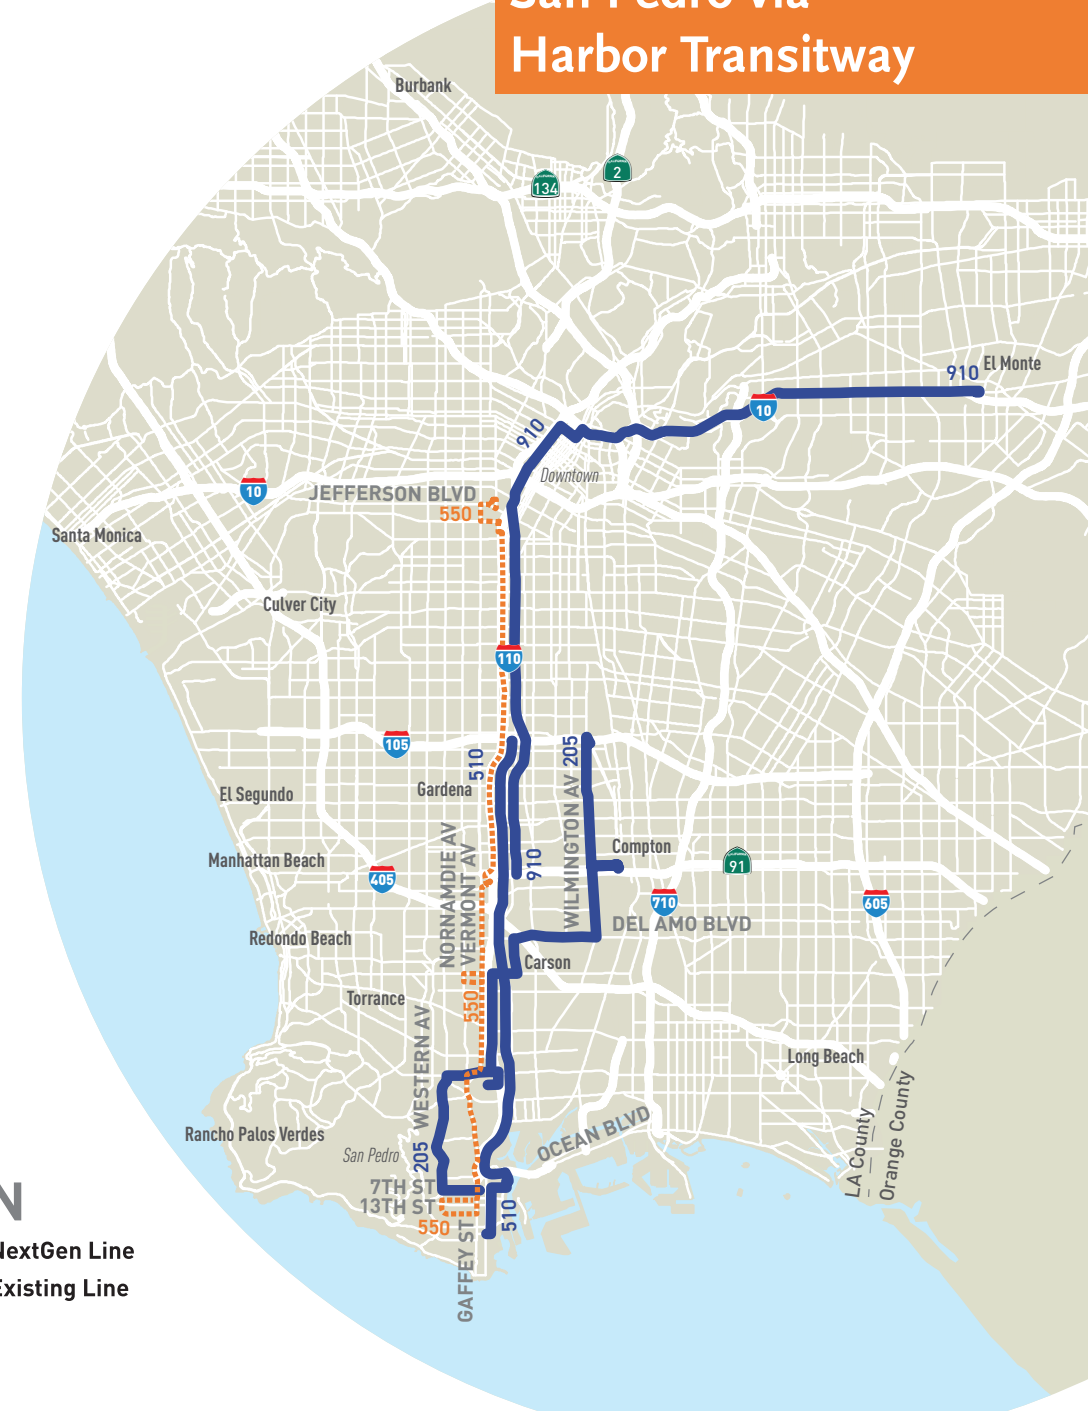 San Pedro via
Harbor Transitway
Burbank
2
134
910
El Monte
10
910
Downtown
10
JEFFERSON BLVD
550
Santa Monica
Culver City
110
105
510
205
Gardena
El Segundo
WILMINGTON AV
NORNAMDIE AV
VERMONT AV
Manhattan Beach
405
910
Compton
91
710
605
DEL AMO BLVD
Redondo Beach
Carson
Torrance
550
WESTERN AV
Long Beach
Rancho Palos Verdes
San Pedro
205
OCEAN BLVD
LA County
Orange County
7TH ST
13TH ST
550
510
GAFFEY ST
N
NextGen Line
Existing Line